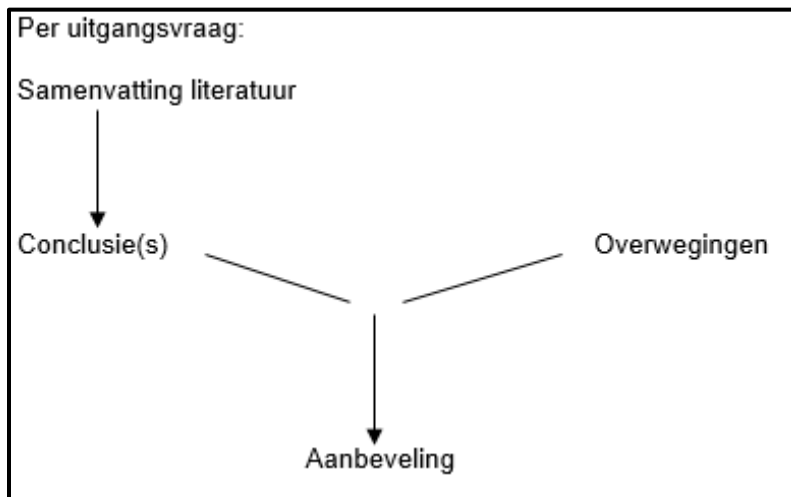 Per uitgangsvraag:
Samenvatting literatuur
Conclusie(s)
Overwegingen
Aanbeveling